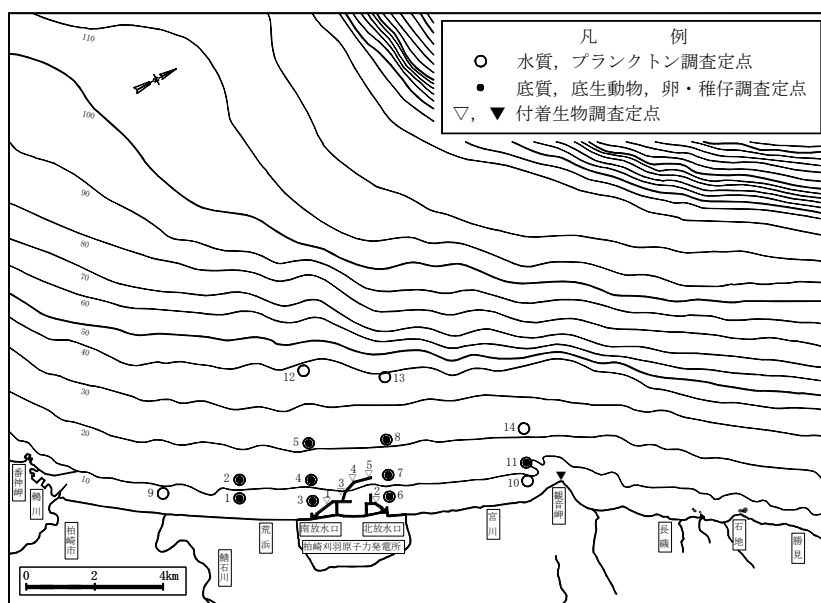 凡 例
水質，プランクトン調査定点
底質，底生動物，卵・稚仔調査定点
▽，▼ 付着生物調査定点
110
100
90
80
70
60
50
40
30
20
10
12
13
14
5
8
2
4
4
5
7
11
10
9
1
3
3
1
2
6
番神岬
鵜川
柏崎市
鯖石川
荒浜
南放水口
北放水口
柏崎刈羽原子力発電所
宮川
観音岬
長磯
石地
勝見
0 2 4km